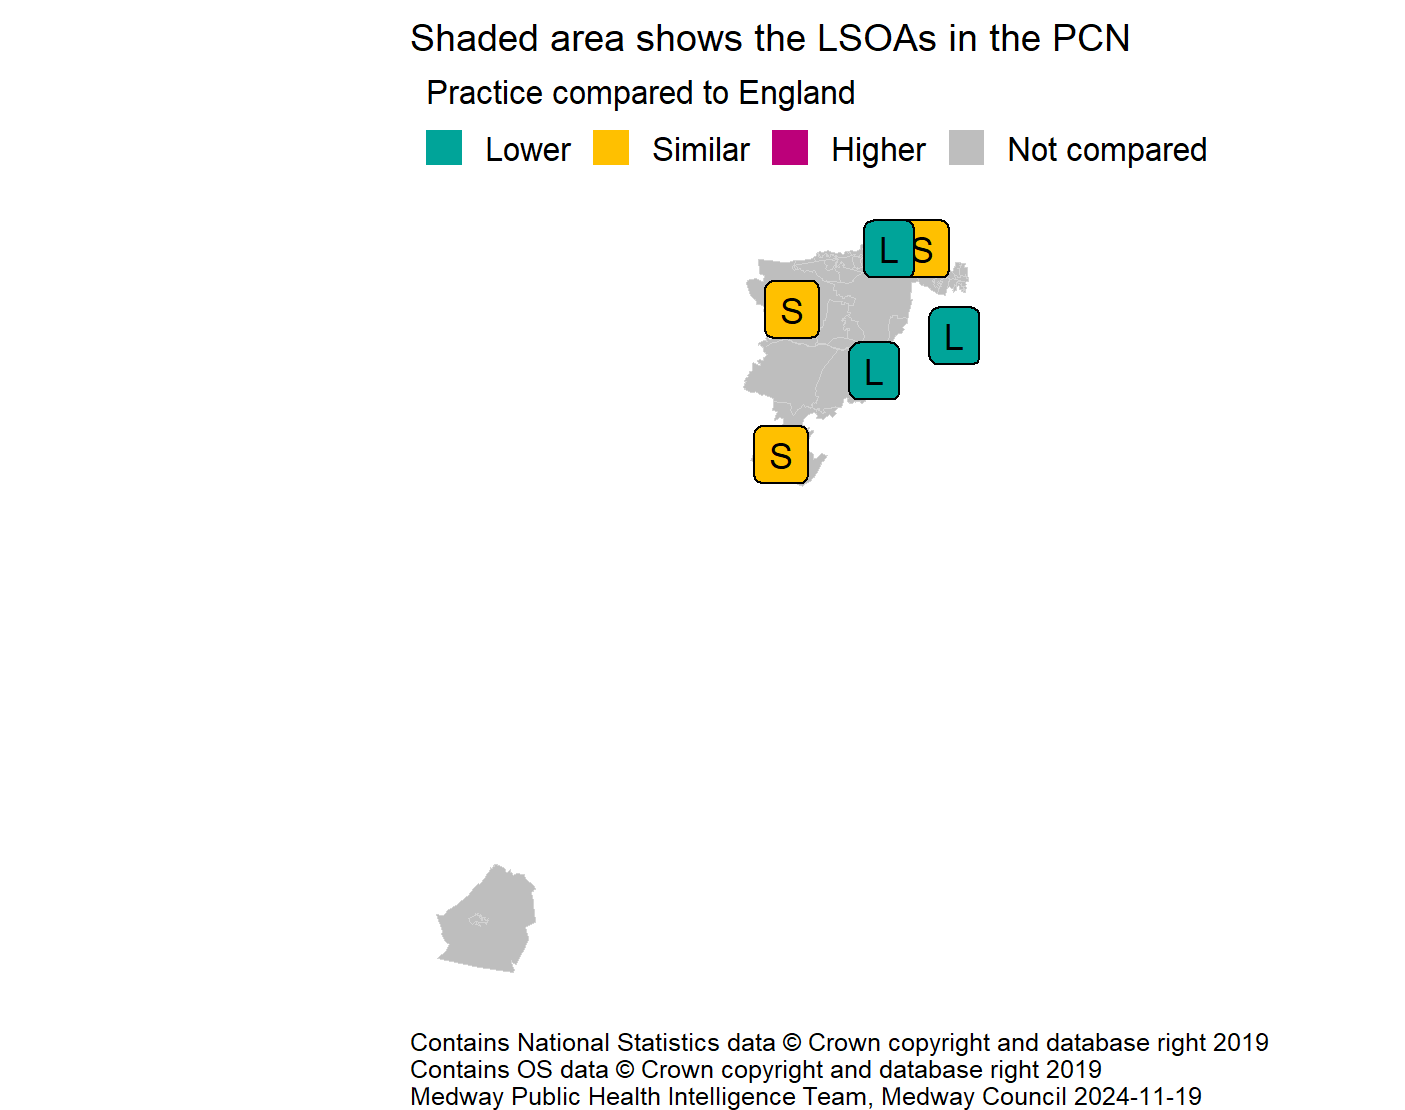 Shaded area shows the LSOAs in the PCN
Practice compared to England
Lower Similar Higher Not compared
L S
S
L
L
S
Contains National Statistics data © Crown copyright and database right 2019
Contains OS data © Crown copyright and database right 2019
Medway Public Health Intelligence Team, Medway Council 2024-11-19